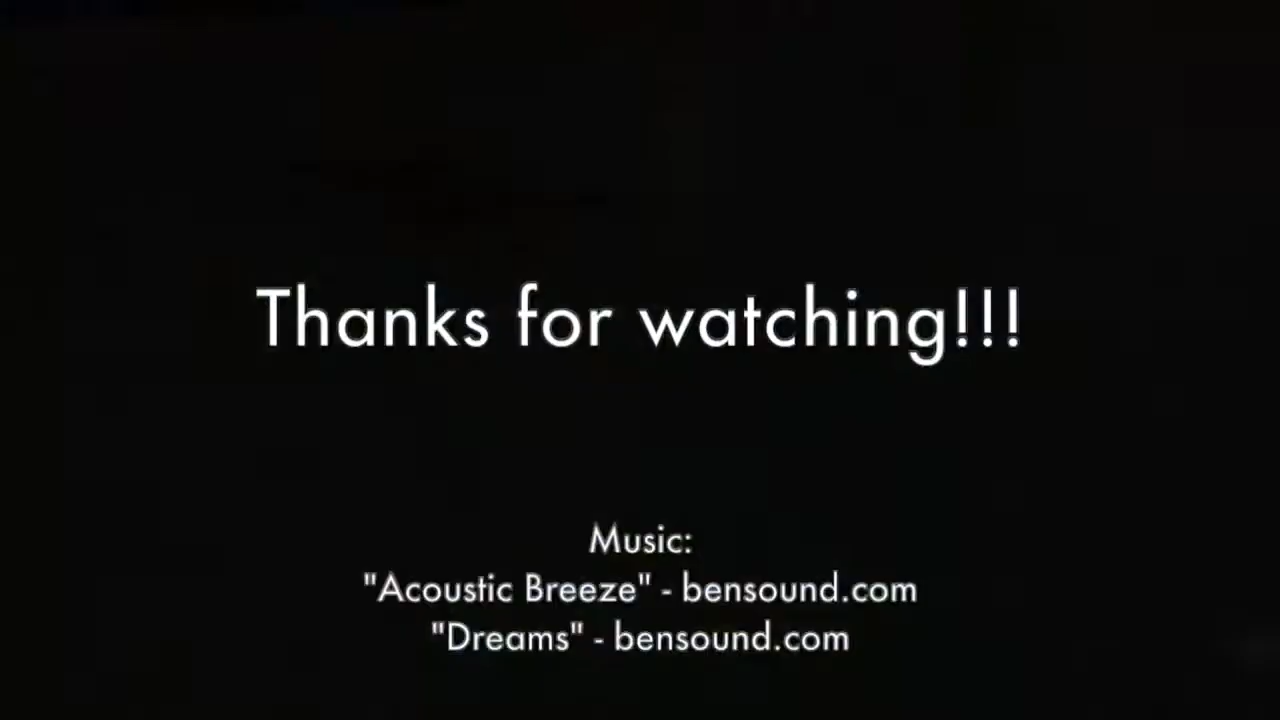 Thanks for watching!!!
Music:
"Acoustic Breeze" - bensound.com
"Dreams" - bensound.com